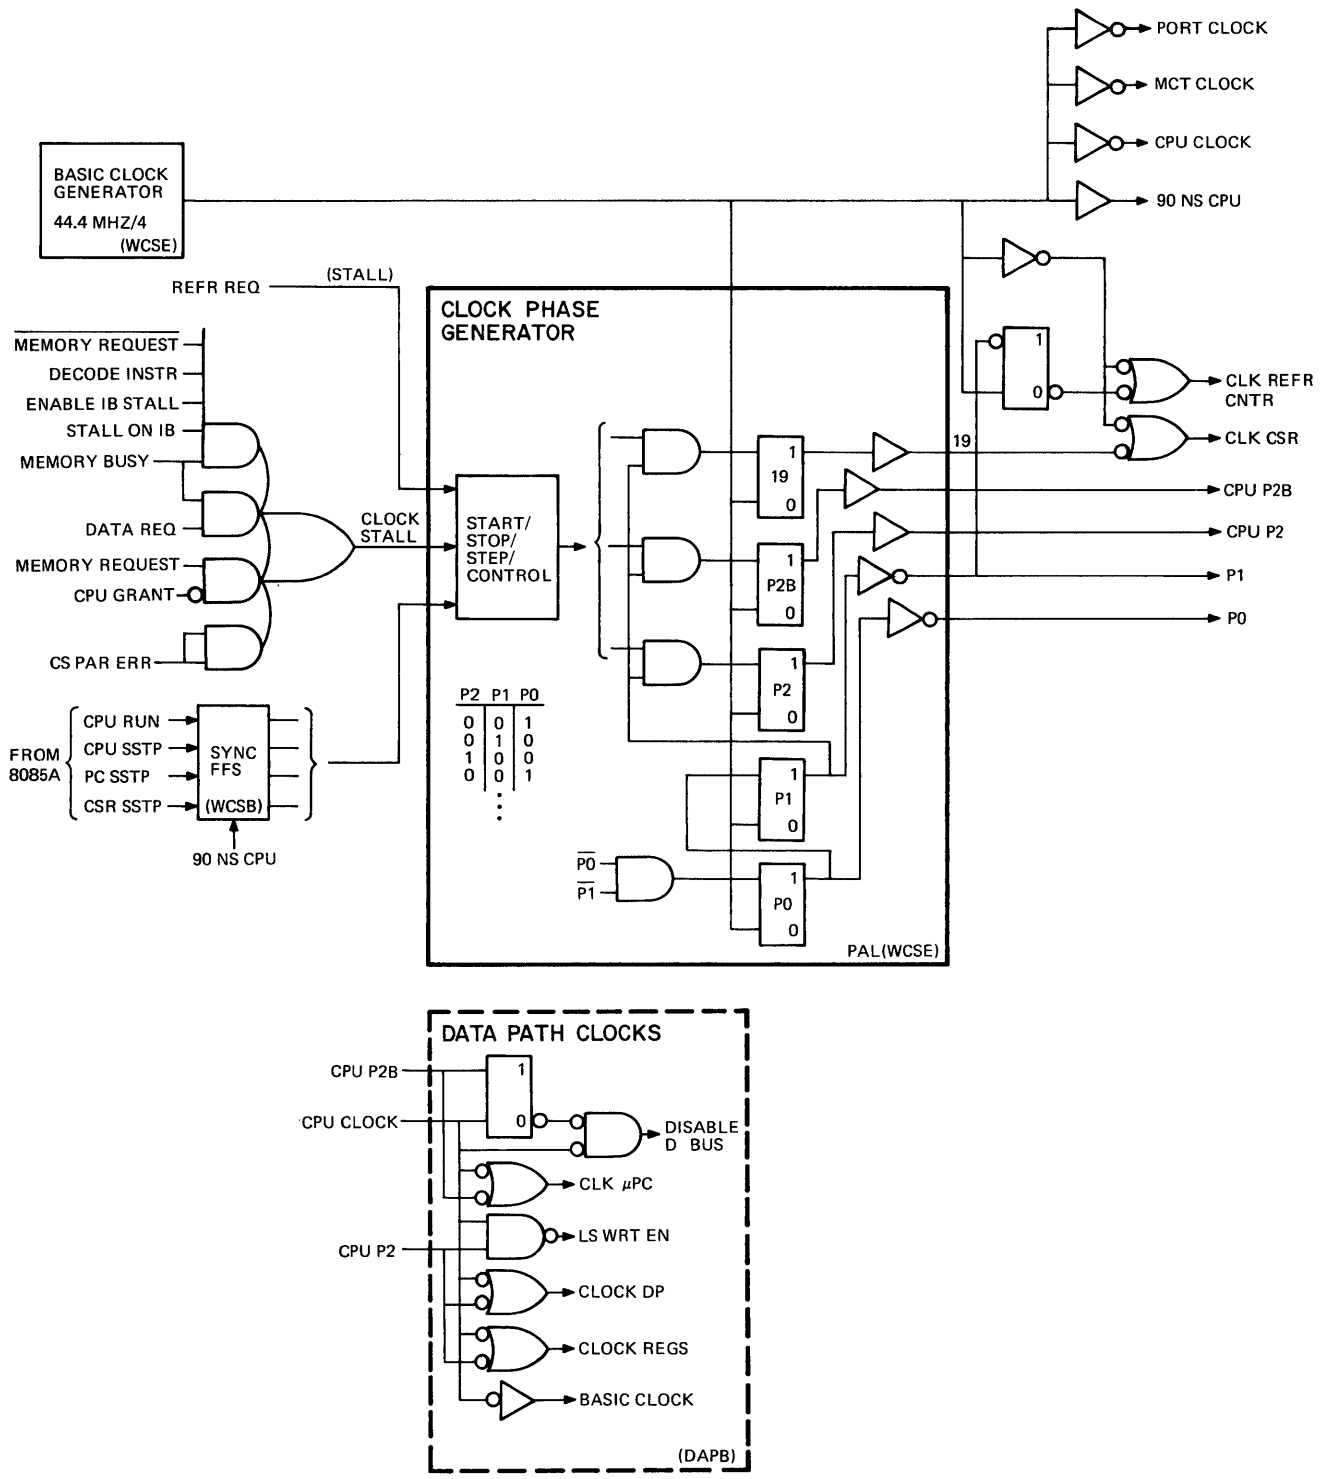 PORT CLOCK
MCT CLOCK
CPU CLOCK
90 NS CPU
BASIC CLOCK
GENERATOR
44.4 MHZ/4
(WCSE)
REFR REQ
(STALL)
MEMORY REQUEST
DECODE INSTR
ENABLE IB STALL
STALL ON IB
MEMORY BUSY
DATA REQ
MEMORY REQUEST
CPU GRANT
CS PAR ERR
CLOCK
STALL
FROM
8085A
CPU RUN
CPU SSTP
PC SSTP
CSR SSTP
SYNC
FFS
(WCSB)
90 NS CPU
CLOCK PHASE
GENERATOR
START/
STOP/
STEP/
CONTROL
P2 P1 P0
0 0 1
0 1 0
1 0 0
0 0 1
1
19
0
1
P2B
0
1
P2
0
1
P1
0
P0
P1
1
P0
0
PAL(WCSE)
1
0
19
CLK REFR
CNTR
CLK CSR
CPU P2B
CPU P2
P1
P0
DATA PATH CLOCKS
CPU P2B
CPU CLOCK
CPU P2
1
0
DISABLE
D BUS
CLK μPC
LS WRT EN
CLOCK DP
CLOCK REGS
BASIC CLOCK
(DAPB)